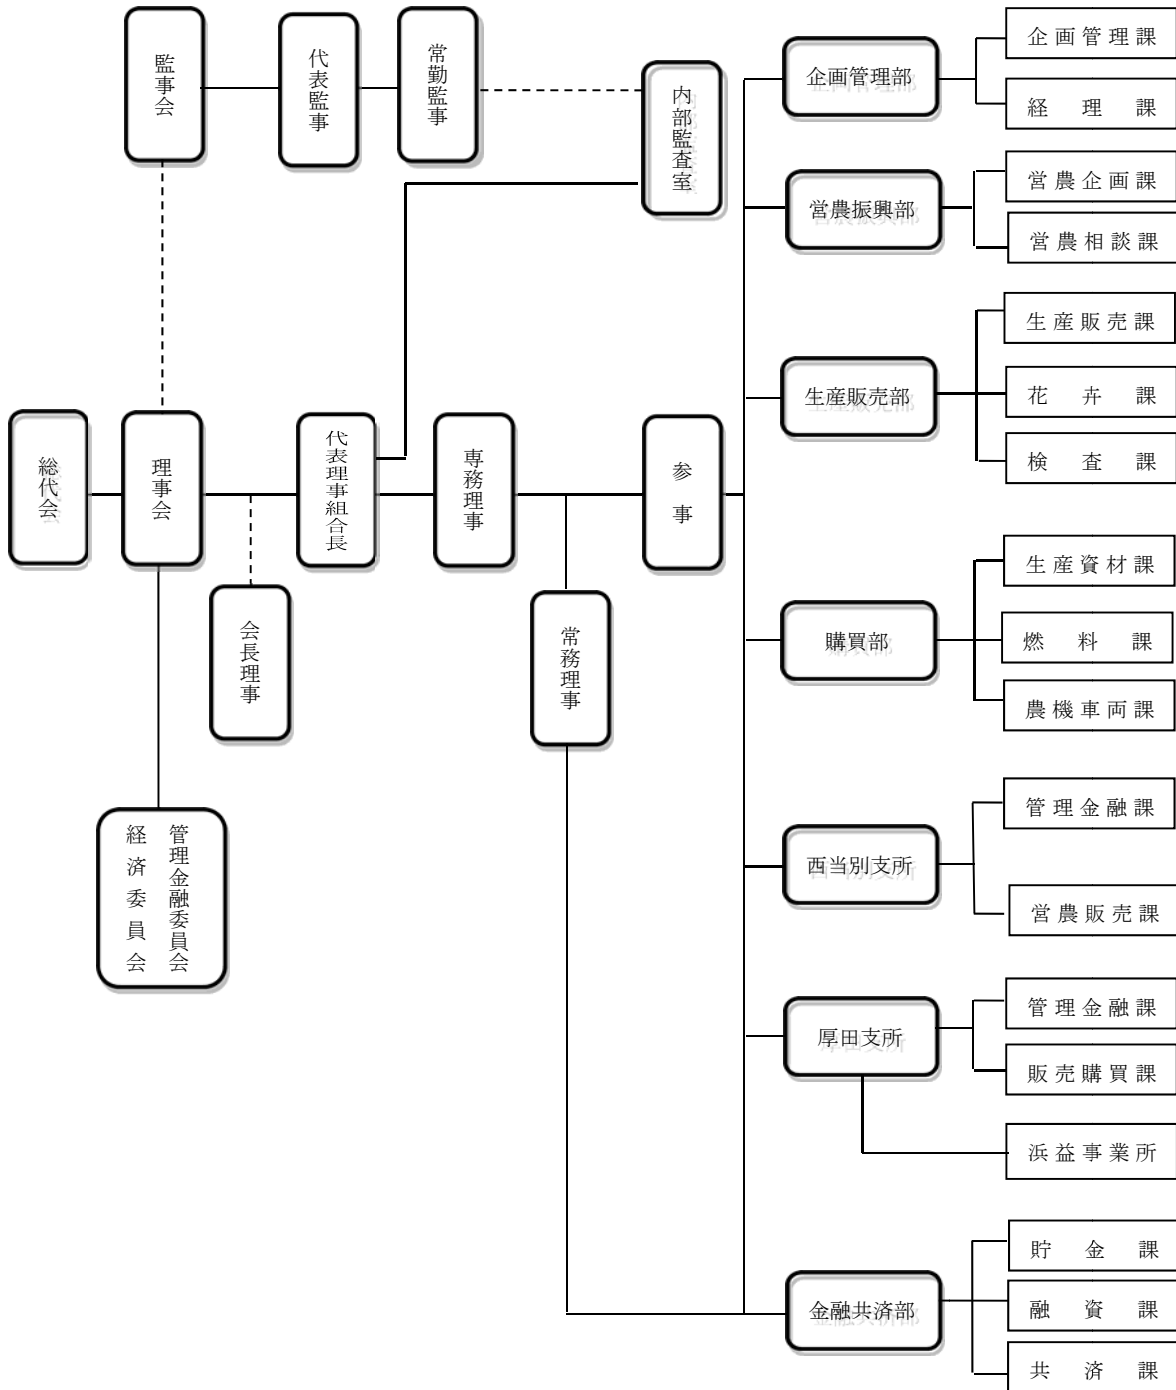 監事会
代表監事
常勤監事
内部監査室
総代会
理事会
代表理事組合長
専務理事
参事
会長理事
常務理事
管理金融委員会
経済委員会
企画管理部
企画管理課
経理課
営農振興部
営農企画課
営農相談課
生産販売部
生産販売課
花卉課
検査課
購買部
生産資材課
燃料課
農機車両課
西当別支所
管理金融課
営農販売課
厚田支所
管理金融課
販売購買課
浜益事業所
金融共済部
貯金課
融資課
共済課